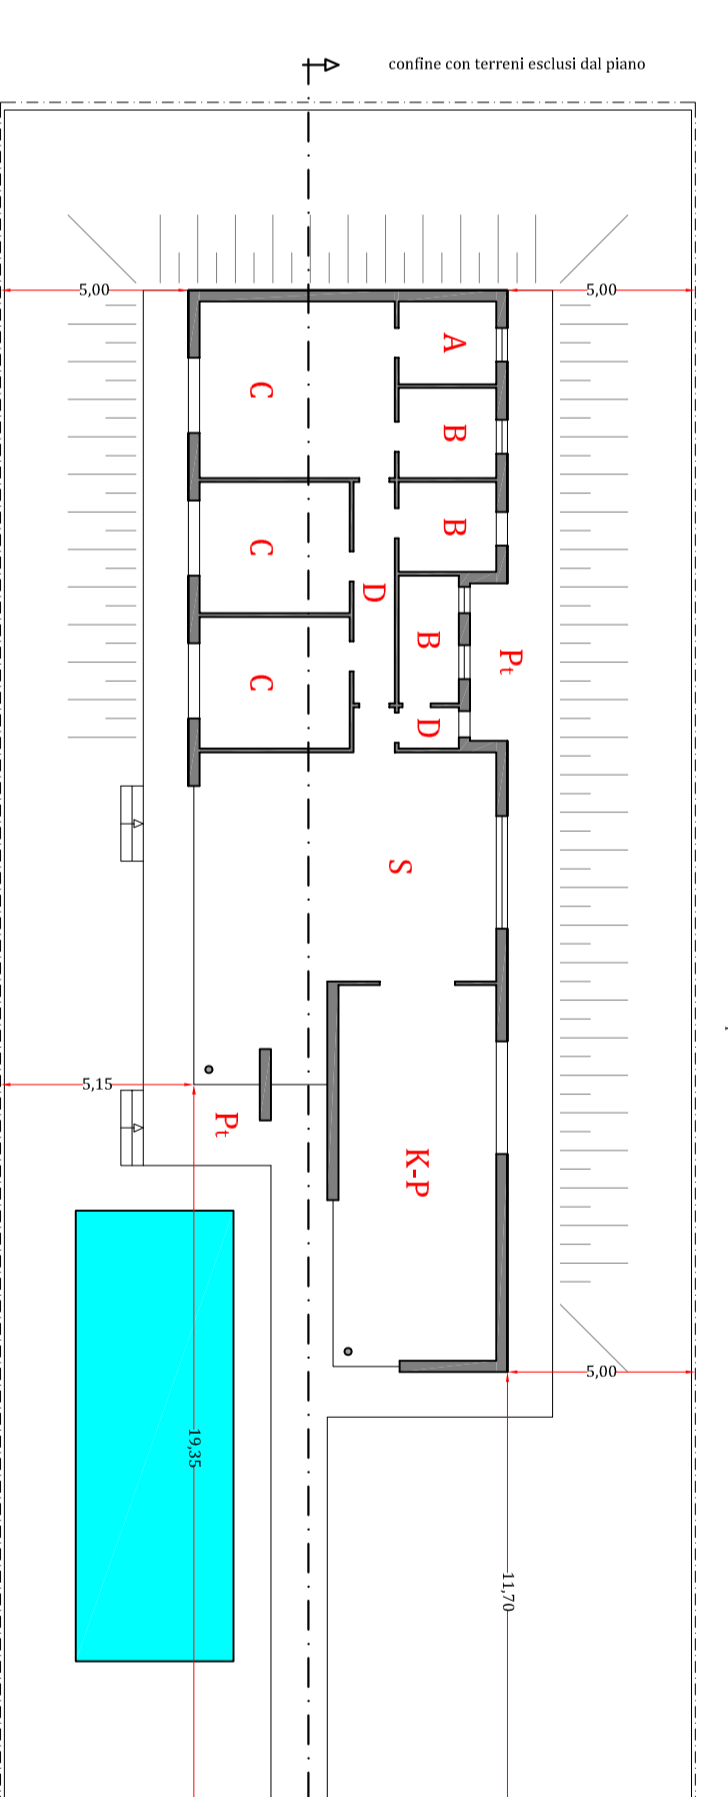 confine con terreni esclusi dal piano
5,00
5,00
A
C
B
B
C
D
B
Pt
C
D
S
5,15
Pt
K-P
5,00
19,35
11,70